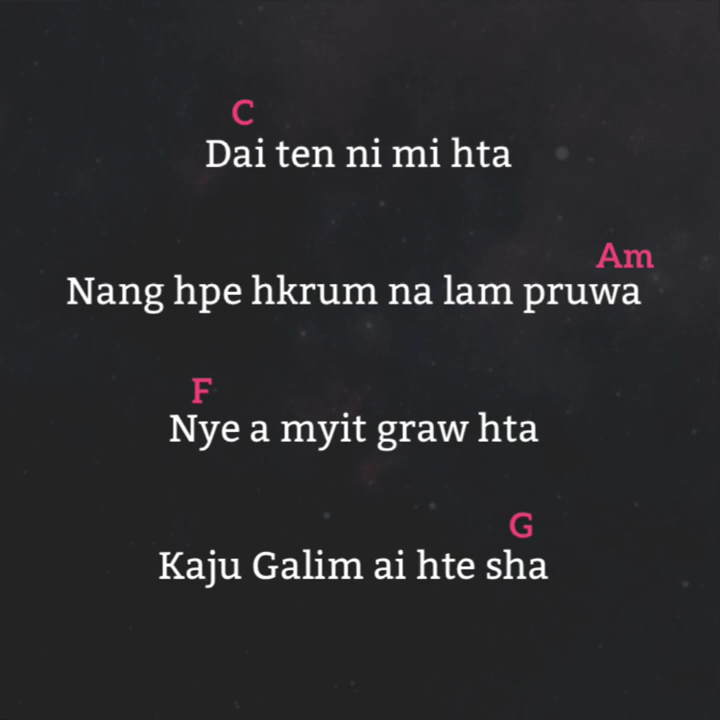 C
Dai ten ni mi hta
Am
Nang hpe hkrum na lam pruwa
F
Nye a myit graw hta
G
Kaju Galim ai hte sha